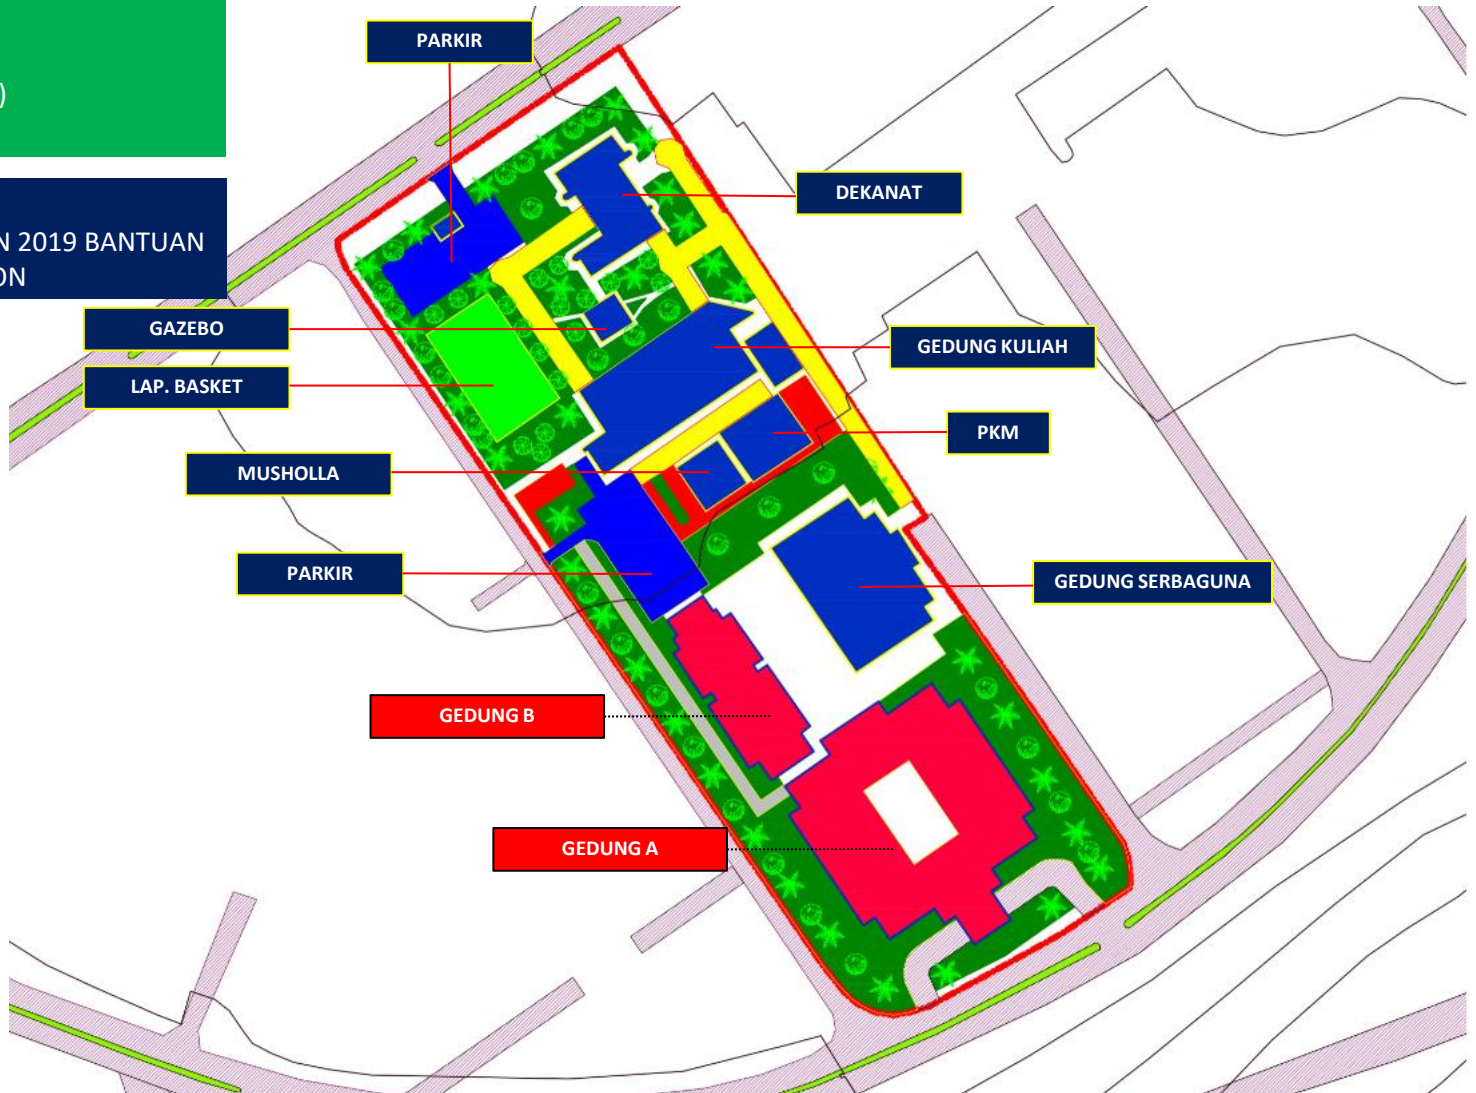 )
N 2019 BANTUAN
ON
PARKIR
DEKANAT
GAZEBO
GEDUNG KULIAH
LAP. BASKET
PKM
MUSHOLLA
PARKIR
GEDUNG SERBAGUNA
GEDUNG B
GEDUNG A